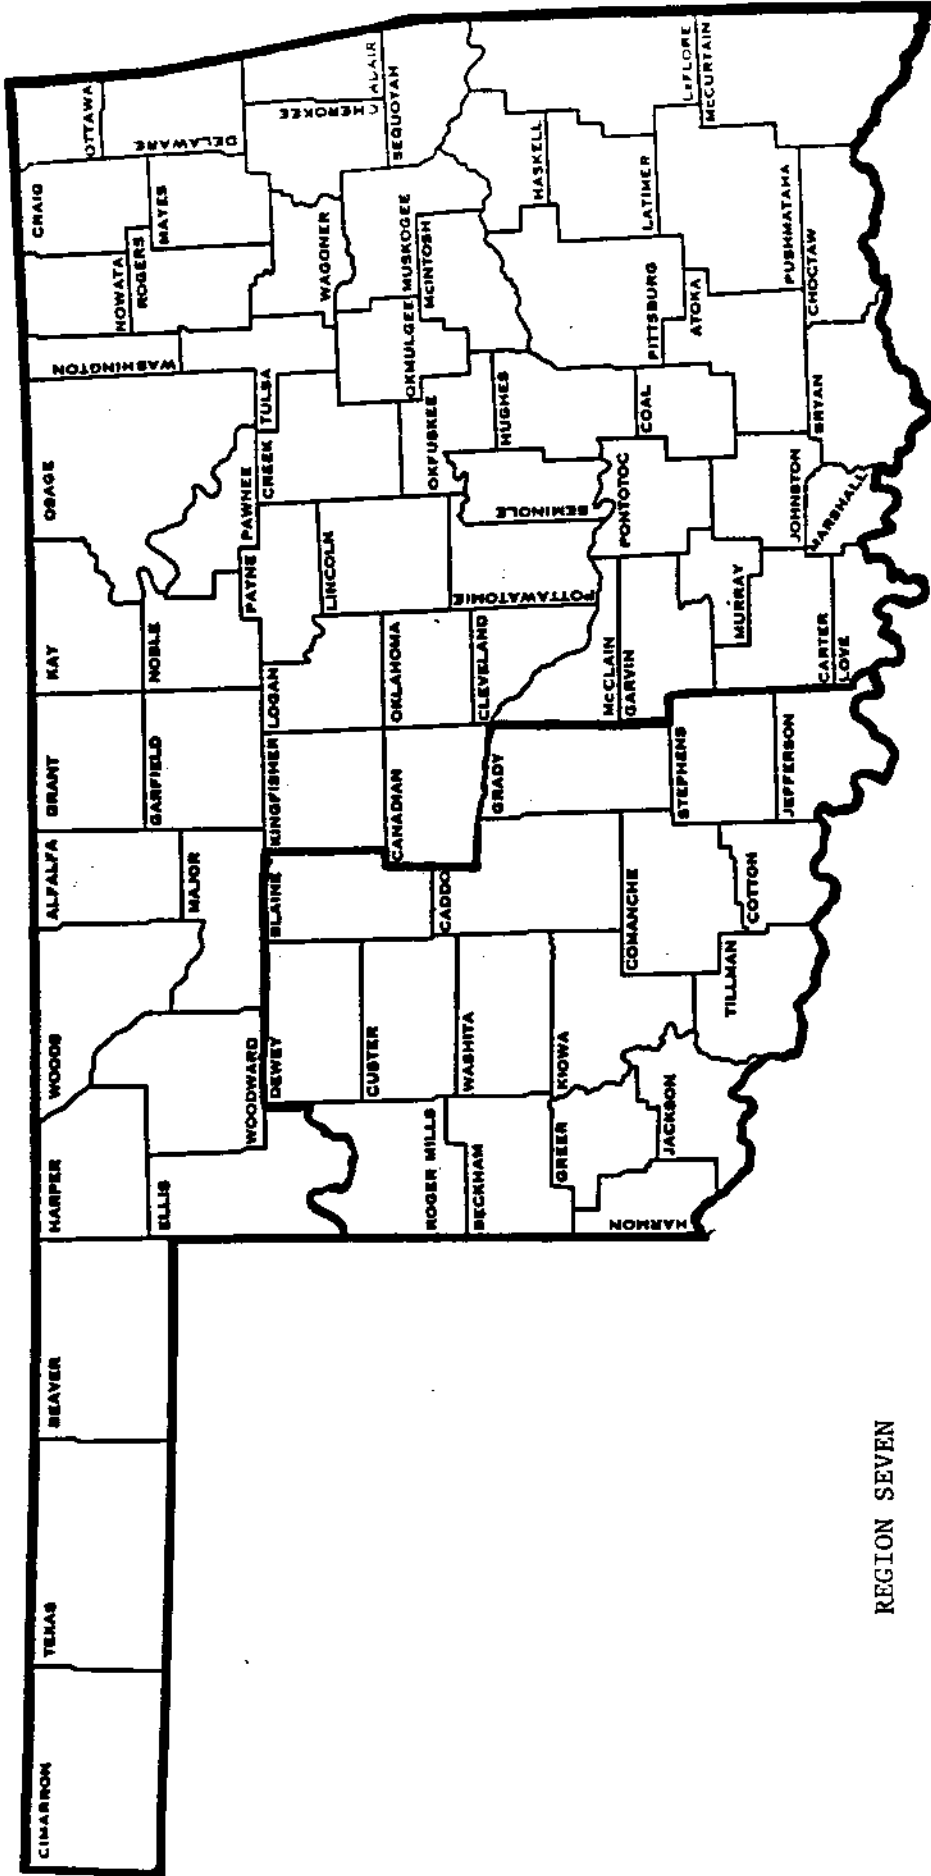 CIMARRON
TEXAS
BEAVER
HARPER
WOODS
ALFALFA
GRANT
KAY
OSAGE
WASHINGTON
NOWATA
CRAIG
OTTAWA
ELLIS
WOODWARD
MAJOR
GARFIELD
NOBLE
PAWNEE
ROGERS
MAYES
DELAWARE
ROGER MILLS
DEWEY
BLAINE
KINGFISHER
LOGAN
PAYNE
CREEK
TULSA
WAGONER
CHEROKEE
ADAIR
CUSTER
CANADIAN
OKLAHOMA
LINCOLN
OKFUSKEE
OKMULGEE
MUSKOGEE
SEQUOYAH
BECKHAM
WASHITA
CADDO
GRADY
CLEVELAND
POTTAWATOMIE
SEMINOLE
HUGHES
McINTOSH
HASKELL
HARMON
GREER
KIOWA
COMANCHE
McCLAIN
GARVIN
PONTOTOC
COAL
PITTSBURG
LATIMER
LeFLORE
JACKSON
TILLMAN
COTTON
STEPHENS
MURRAY
JOHNSTON
ATOKA
PUSHMATAHA
McCURTAIN
JEFFERSON
CARTER
LOVE
MARSHALL
BRYAN
CHOCTAW
REGION SEVEN